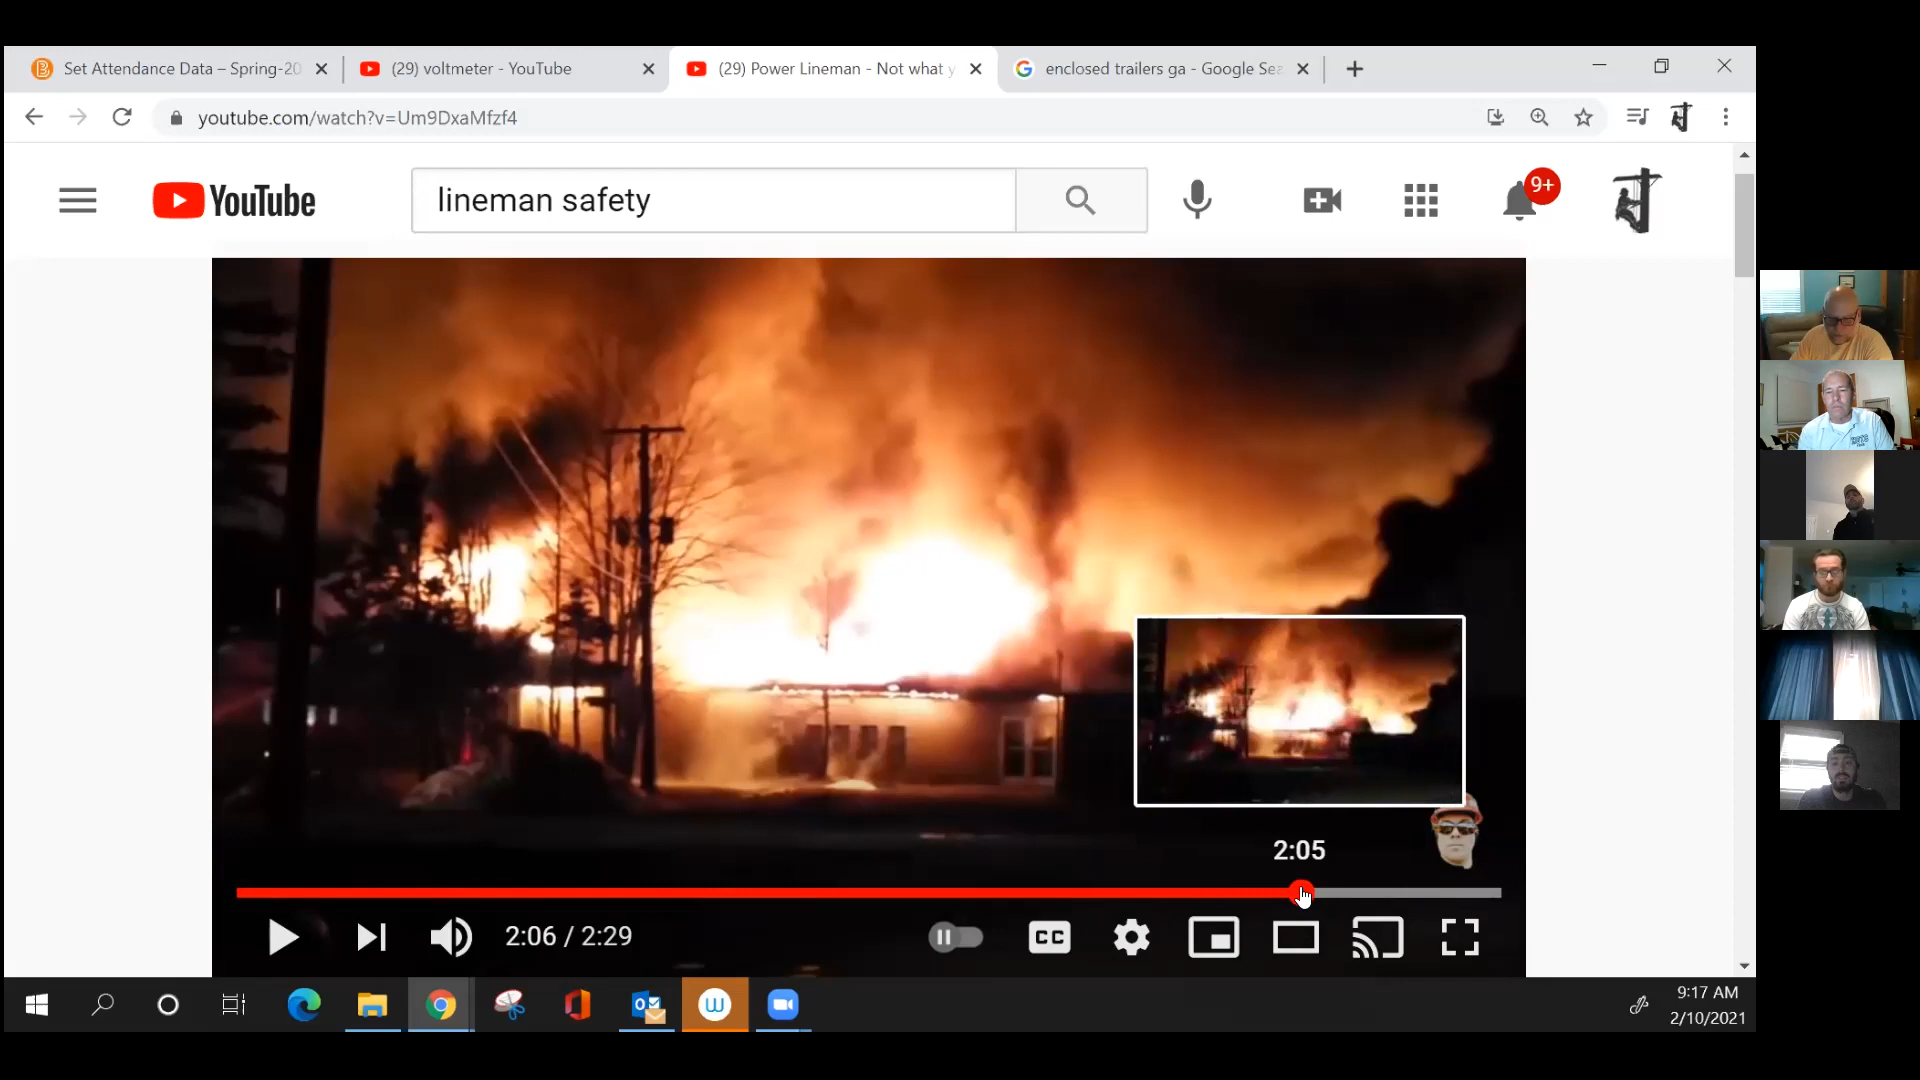 Set Attendance Data – Spring-20
(29) voltmeter - YouTube
(29) Power Lineman - Not what y
enclosed trailers ga - Google Sea
youtube.com/watch?v=Um9DxaMfzf4
YouTube
lineman safety
9+
2:05
2:06 / 2:29
CC
9:17 AM
2/10/2021